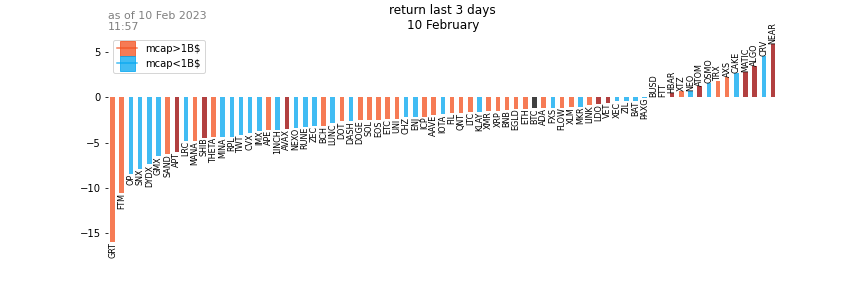 as of 10 Feb 2023
11:57
return last 3 days
10 February
mcap>1B$
mcap<1B$
5
0
−5
−10
−15
GRT
FTM
OP
SNX
DYDX
GMX
SAND
APT
LRC
MANA
SHIB
THETA
MINA
RPL
TWT
CVX
IMX
APE
1INCH
AVAX
NEXO
RUNE
ZEC
BCH
LUNC
DOT
DASH
DOGE
SOL
EOS
ETC
UNI
CHZ
ENJ
ICP
AAVE
IOTA
FIL
QNT
LTC
KLAY
XMR
XRP
BNB
EGLD
ETH
BTC
ADA
FXS
FLOW
XLM
MKR
LINK
LDO
VET
XEC
ZIL
BAT
PAXG
BUSD
FTT
HBAR
XTZ
NEO
ATOM
OSMO
TRX
AXS
CAKE
MATIC
ALGO
CRV
NEAR